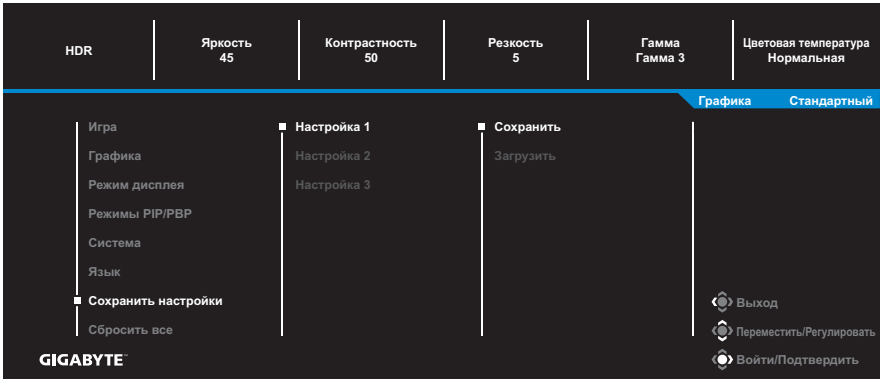 HDR
Яркость
45
Контрастность
50
Резкость
5
Гамма
Гамма 3
Цветовая температура
Нормальная
Графика Стандартный
Игра
Графика
Режим дисплея
Режимы PIP/PBP
Система
Язык
Сохранить настройки
Сбросить все
Настройка 1
Настройка 2
Настройка 3
Сохранить
Загрузить
Выход
Переместить/Регулировать
Войти/Подтвердить
GIGABYTE™